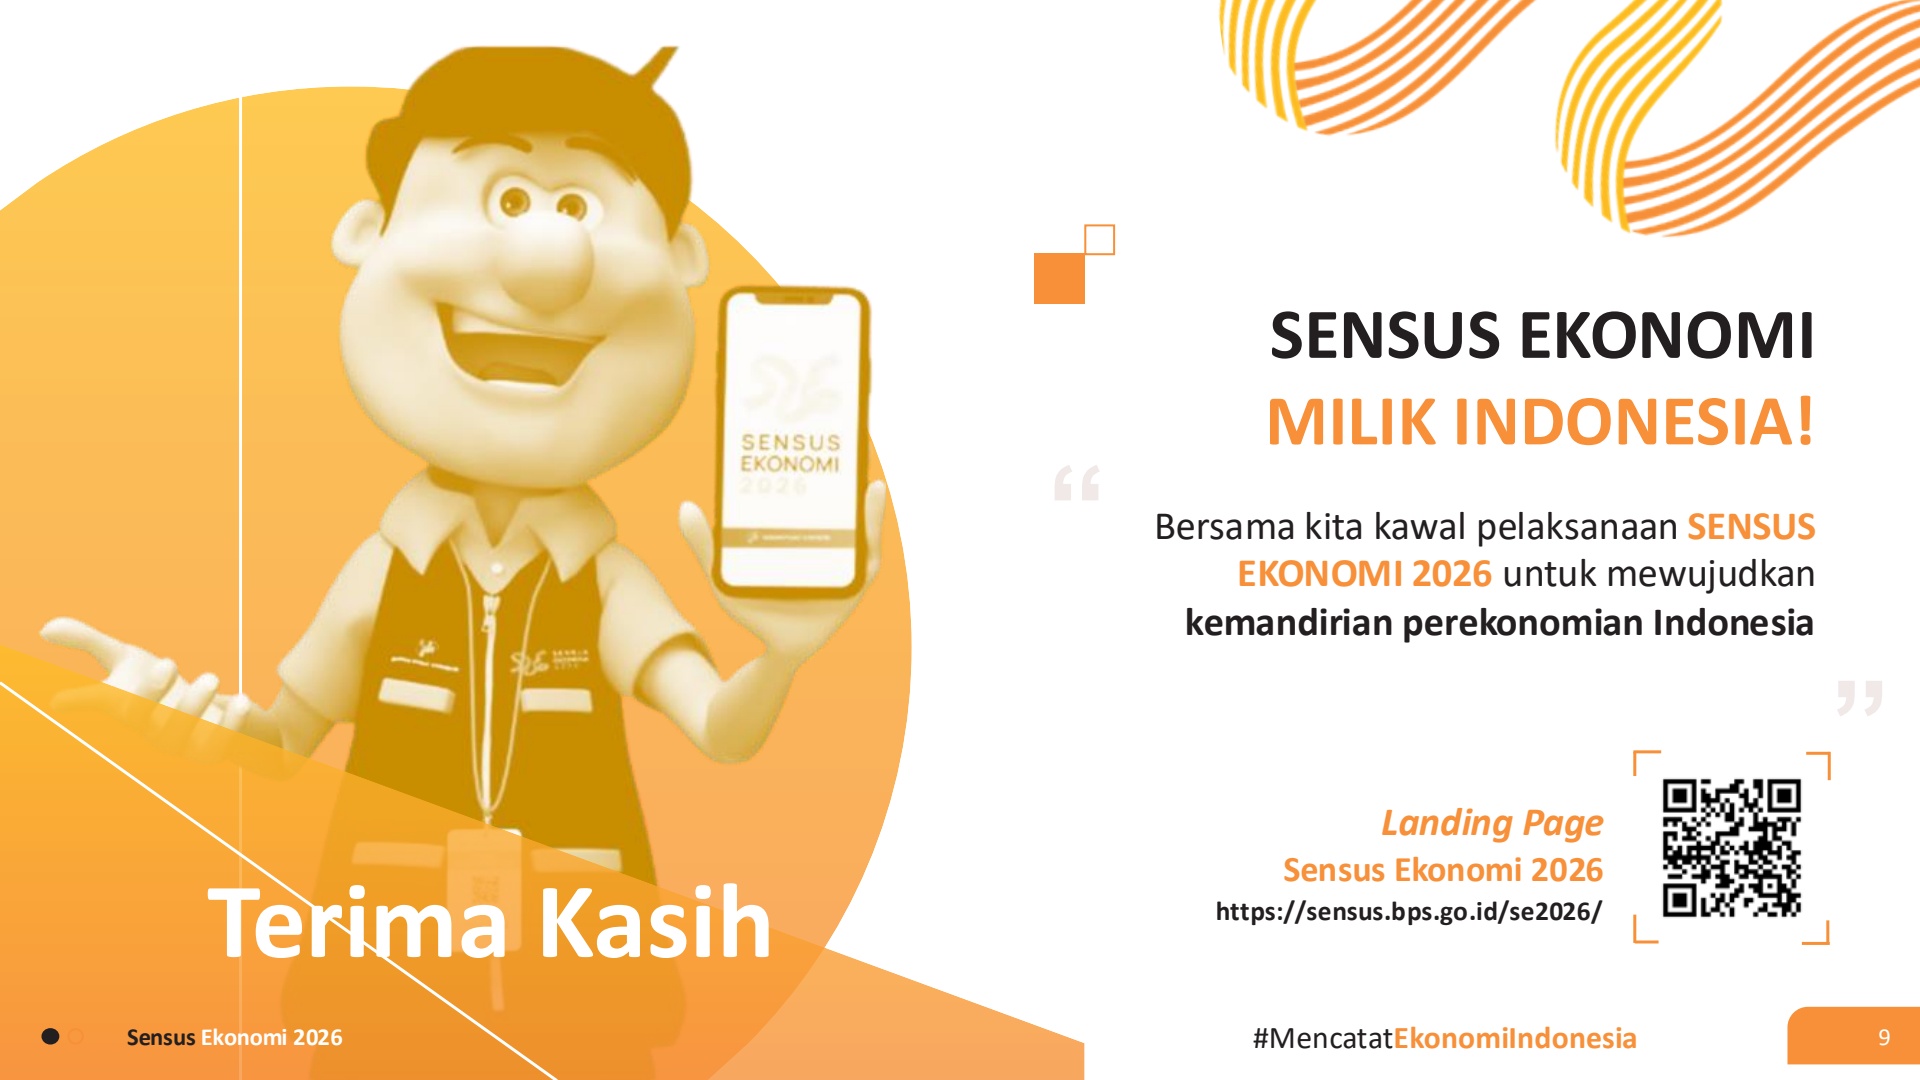 SENSUS
EKONOMI
2026
Terima Kasih
Sensus Ekonomi 2026
SENSUS EKONOMI
MILIK INDONESIA!
“
Bersama kita kawal pelaksanaan SENSUS
EKONOMI 2026 untuk mewujudkan
kemandirian perekonomian Indonesia
”
Landing Page
Sensus Ekonomi 2026
https://sensus.bps.go.id/se2026/
#MencatatEkonomiIndonesia
9